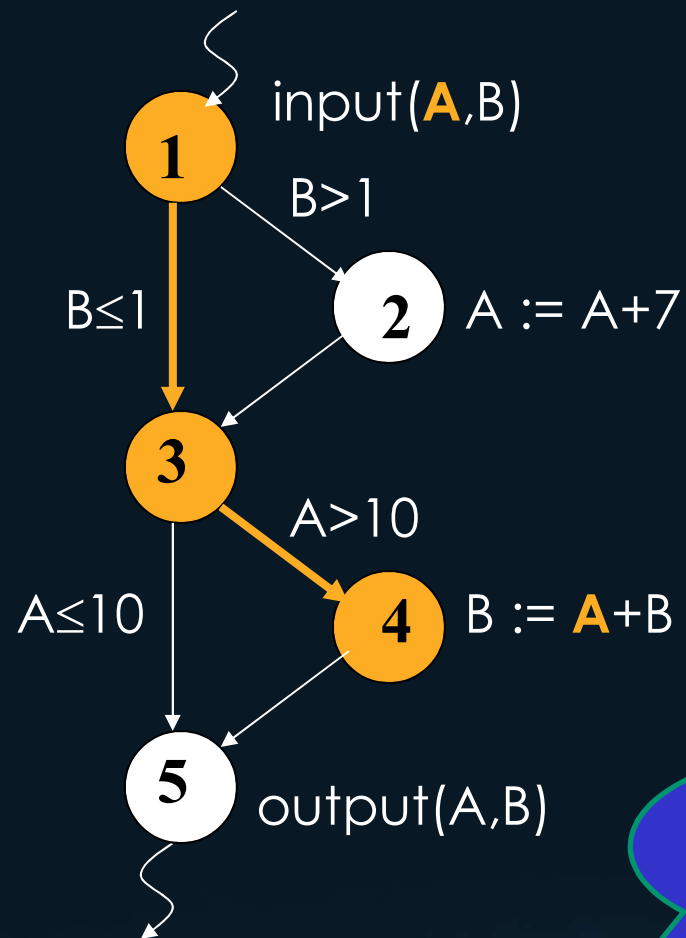 input(A,B)
1
B>1
B≤1
2
A := A+7
3
A>10
A≤10
4
B := A+B
5
output(A,B)